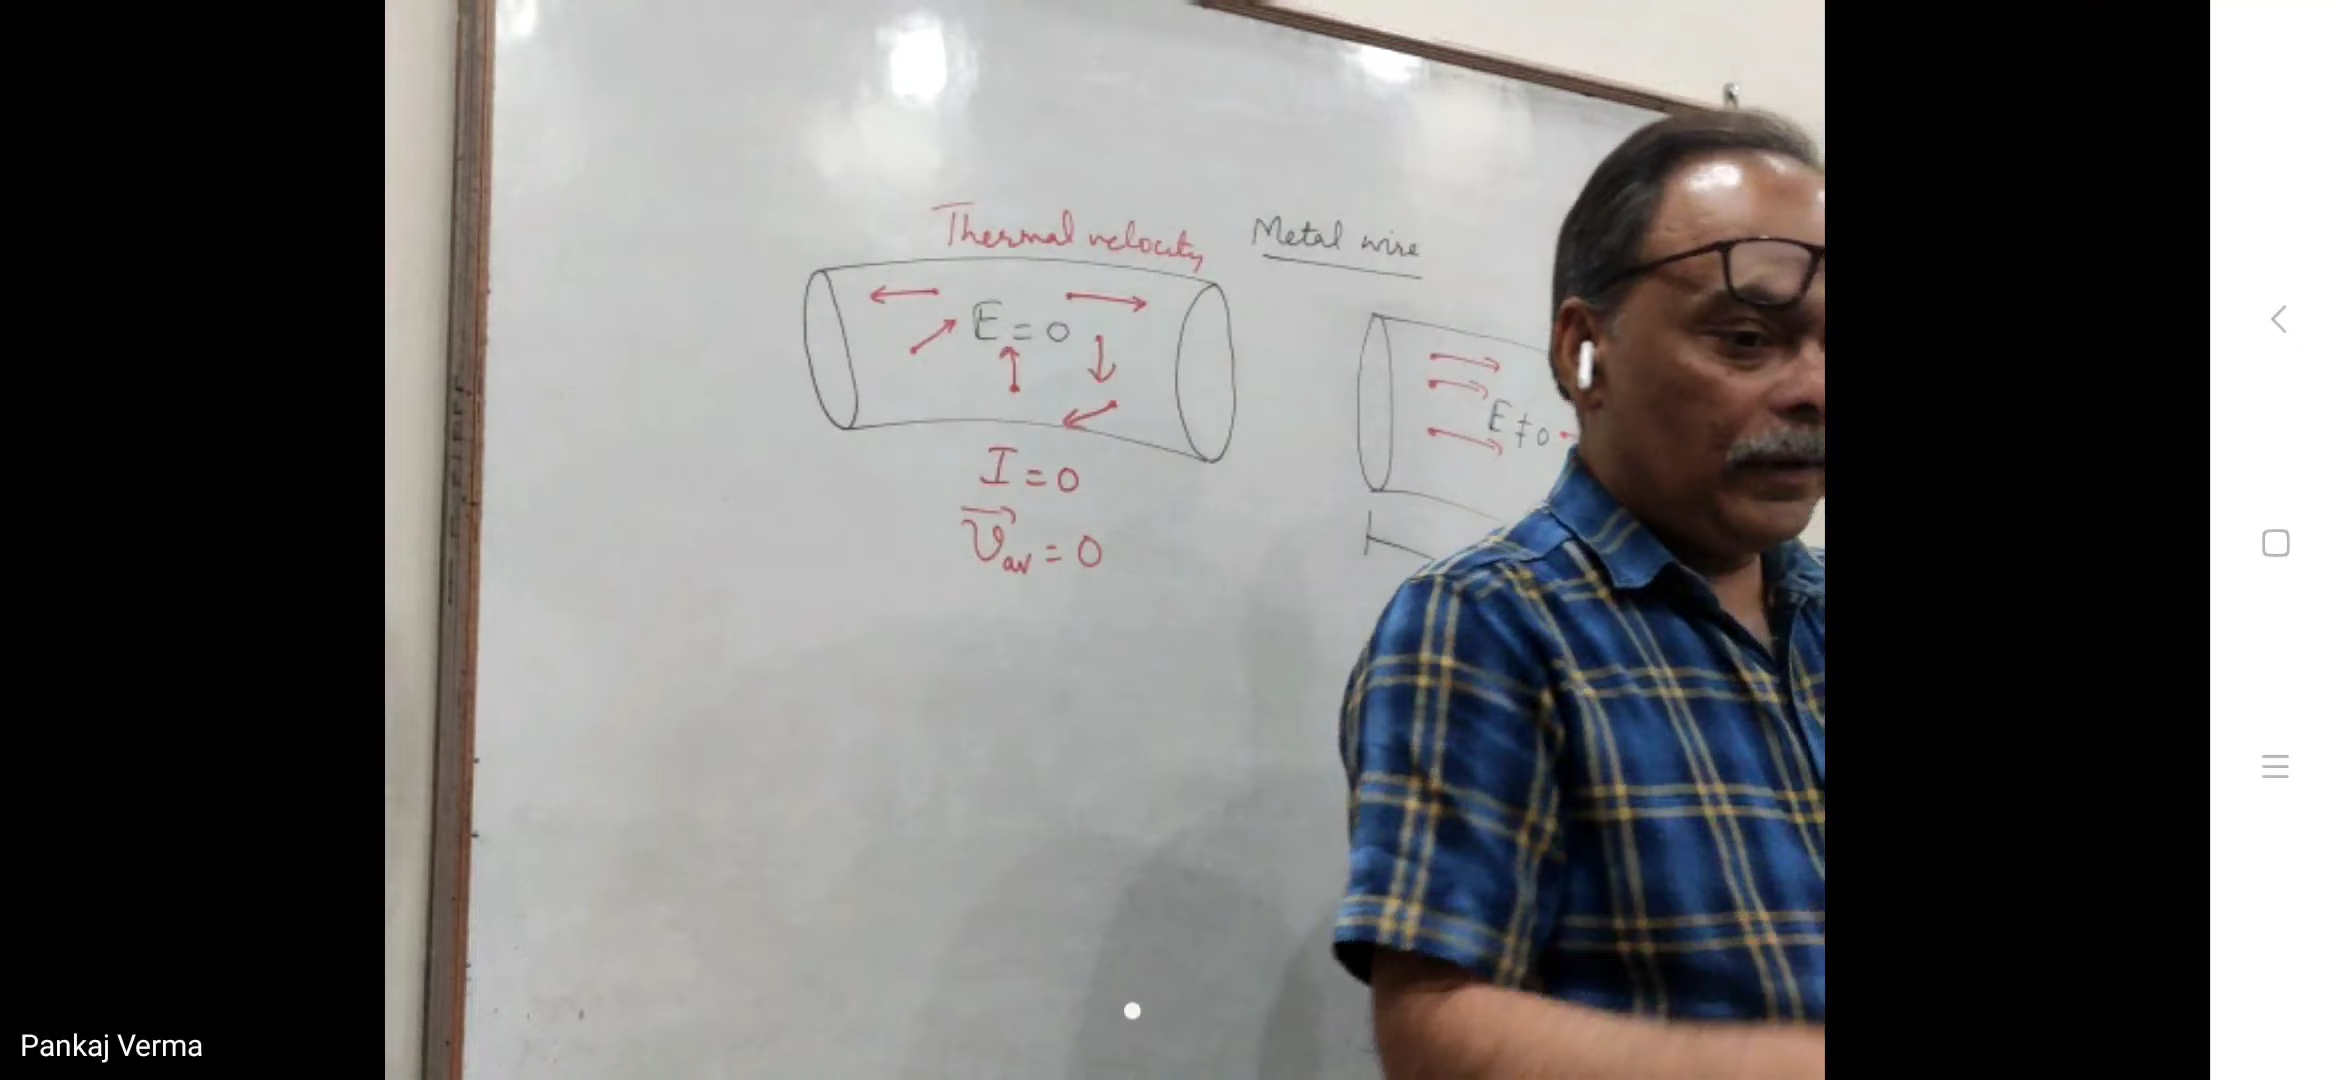 Thermal velocity
Metal wire
E = 0
E ≠ 0
I = 0
V⃗av = 0
Pankaj Verma